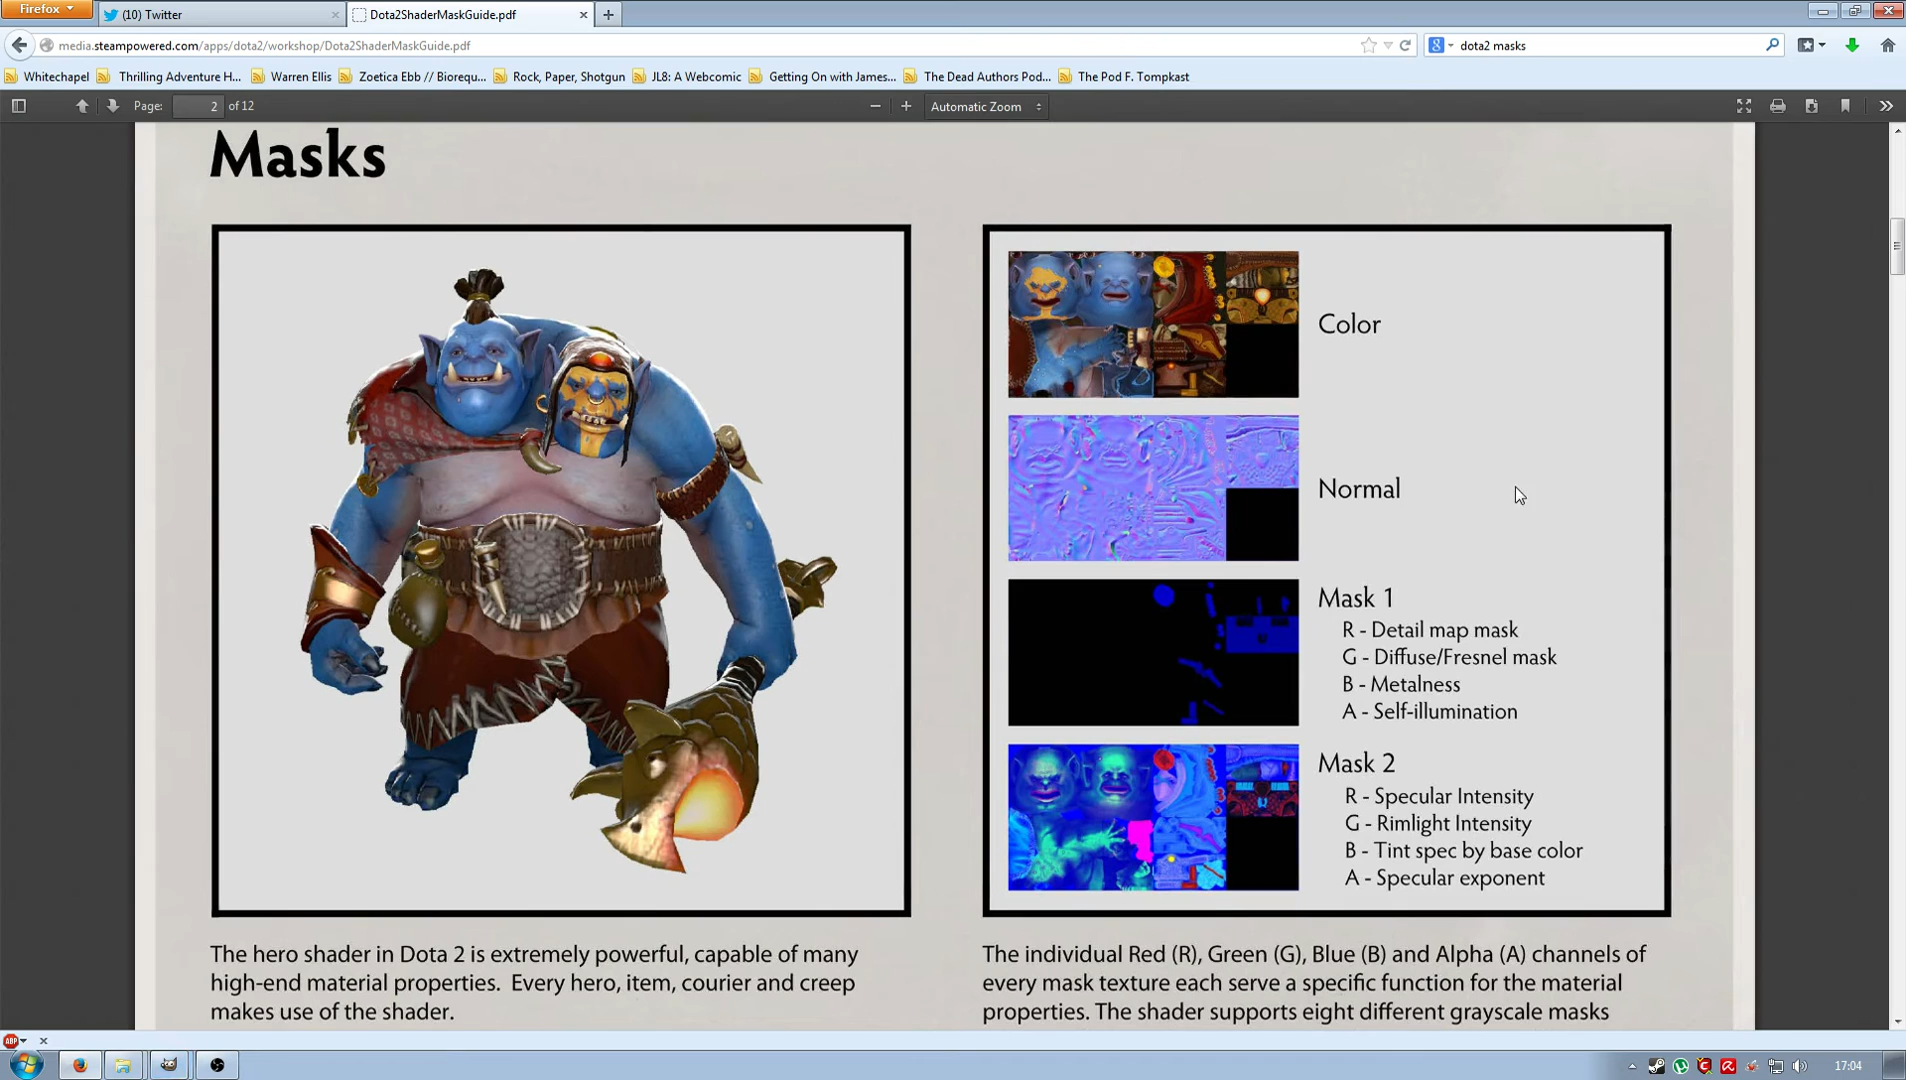 Firefox
(10) Twitter
Dota2ShaderMaskGuide.pdf
media.steampowered.com/apps/dota2/workshop/Dota2ShaderMaskGuide.pdf
dota2 masks
Whitechapel
Thrilling Adventure H...
Warren Ellis
Zoetica Ebb // Biorequ...
Rock, Paper, Shotgun
JL8: A Webcomic
Getting On with James...
The Dead Authors Pod...
The Pod F. Tompkast
Page: 2 of 12
Automatic Zoom
Masks
Color
Normal
Mask 1
R - Detail map mask
G - Diffuse/Fresnel mask
B - Metalness
A - Self-illumination
Mask 2
R - Specular Intensity
G - Rimlight Intensity
B - Tint spec by base color
A - Specular exponent
The hero shader in Dota 2 is extremely powerful, capable of many
high-end material properties.  Every hero, item, courier and creep
makes use of the shader.
The individual Red (R), Green (G), Blue (B) and Alpha (A) channels of
every mask texture each serve a specific function for the material
properties. The shader supports eight different grayscale masks
ABP
17:04